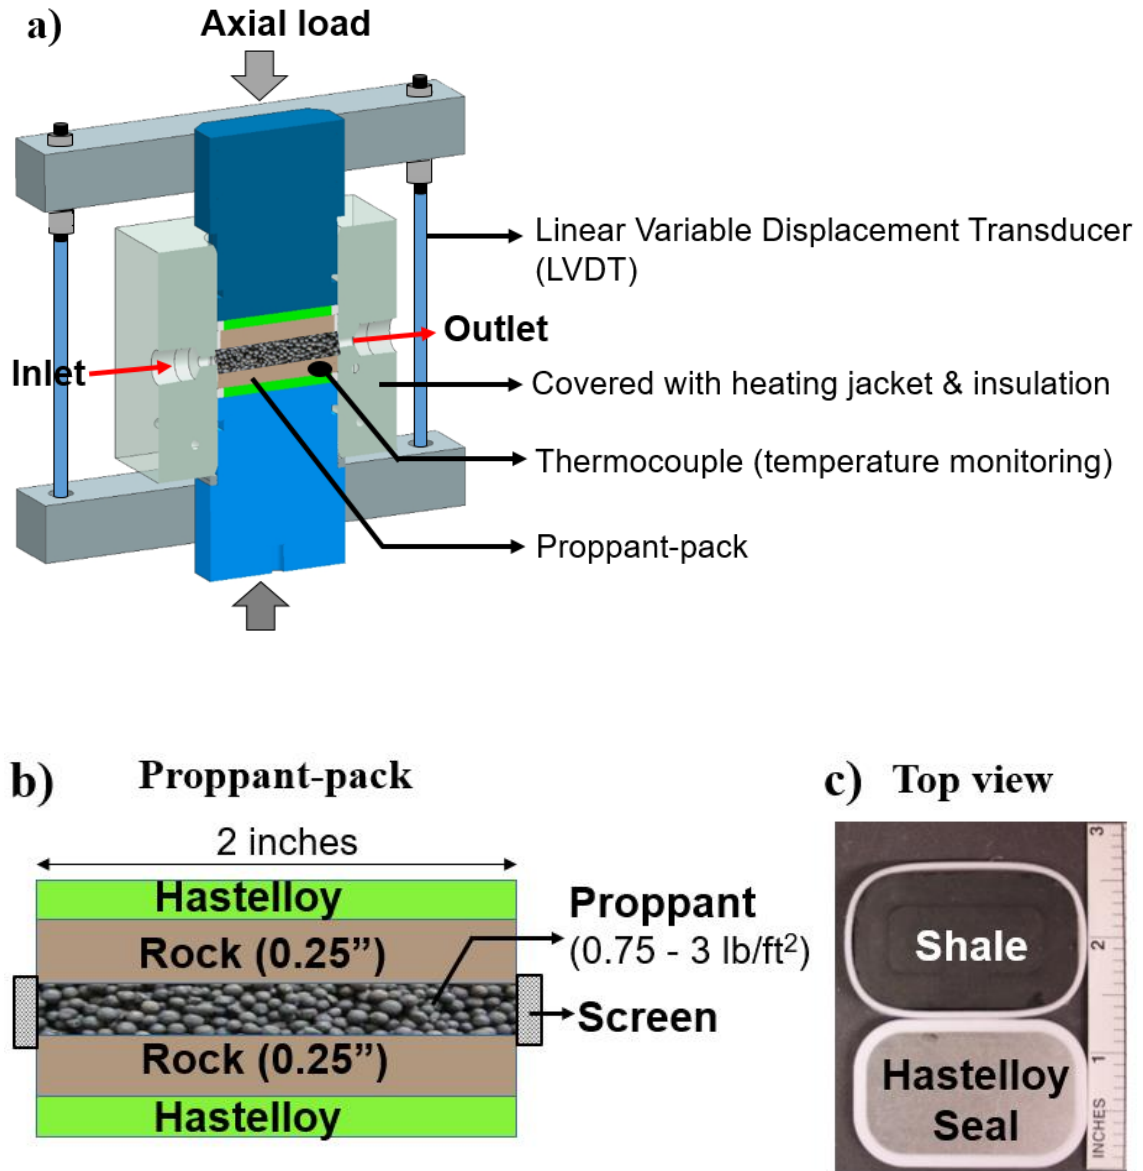 a)
Axial load
Linear Variable Displacement Transducer
(LVDT)
Outlet
Inlet
Covered with heating jacket & insulation
Thermocouple (temperature monitoring)
Proppant-pack
b)
Proppant-pack
2 inches
Hastelloy
Rock (0.25”)
Rock (0.25”)
Hastelloy
Proppant
(0.75 - 3 lb/ft²)
Screen
c)
Top view
3
Shale
2
Hastelloy
Seal
1
INCHES